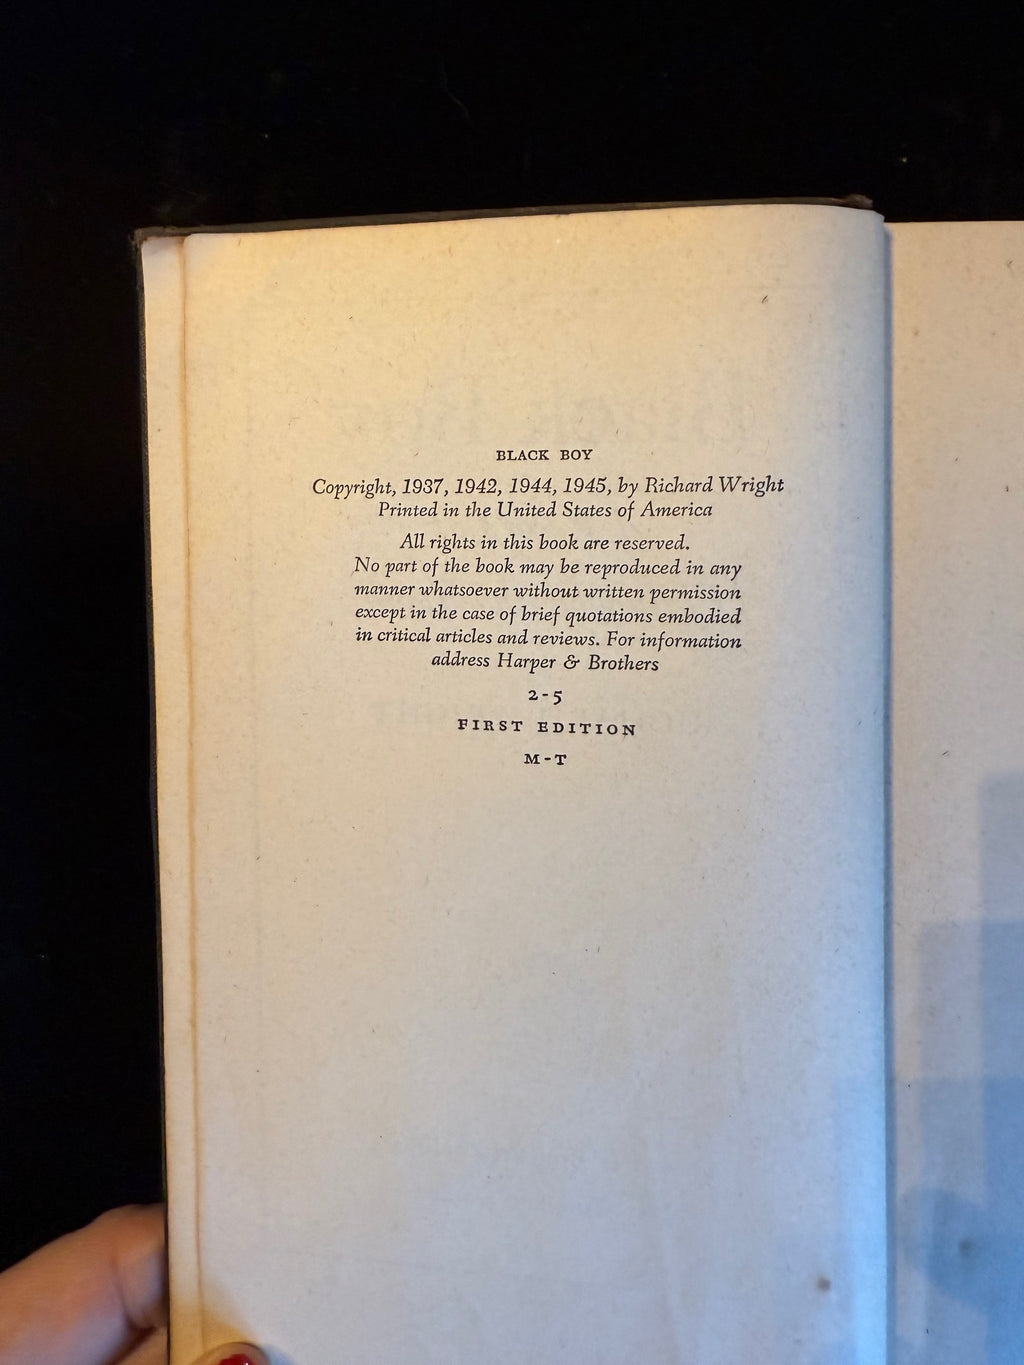 BLACK BOY
Copyright, 1937, 1942, 1944, 1945, by Richard Wright
Printed in the United States of America
All rights in this book are reserved.
No part of the book may be reproduced in any
manner whatsoever without written permission
except in the case of brief quotations embodied
in critical articles and reviews. For information
address Harper & Brothers
2-5
FIRST EDITION
M-T